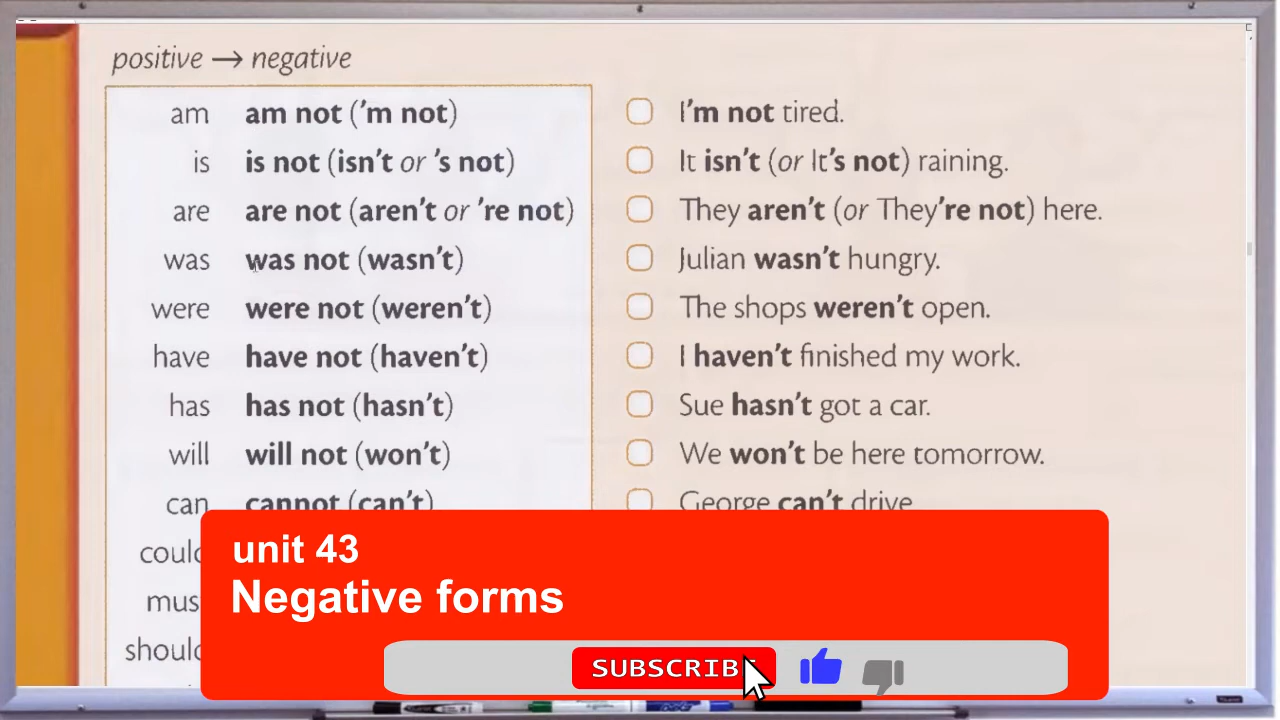 positive → negative
am am not ('m not) I'm not tired.
is is not (isn't or 's not) It isn't (or It's not) raining.
are are not (aren't or 're not) They aren't (or They're not) here.
was was not (wasn't) Julian wasn't hungry.
were were not (weren't) The shops weren't open.
have have not (haven't) I haven't finished my work.
has has not (hasn't) Sue hasn't got a car.
will will not (won't) We won't be here tomorrow.
can cannot (can't) George can't drive
could
mus
should
unit 43
Negative forms
SUBSCRIB